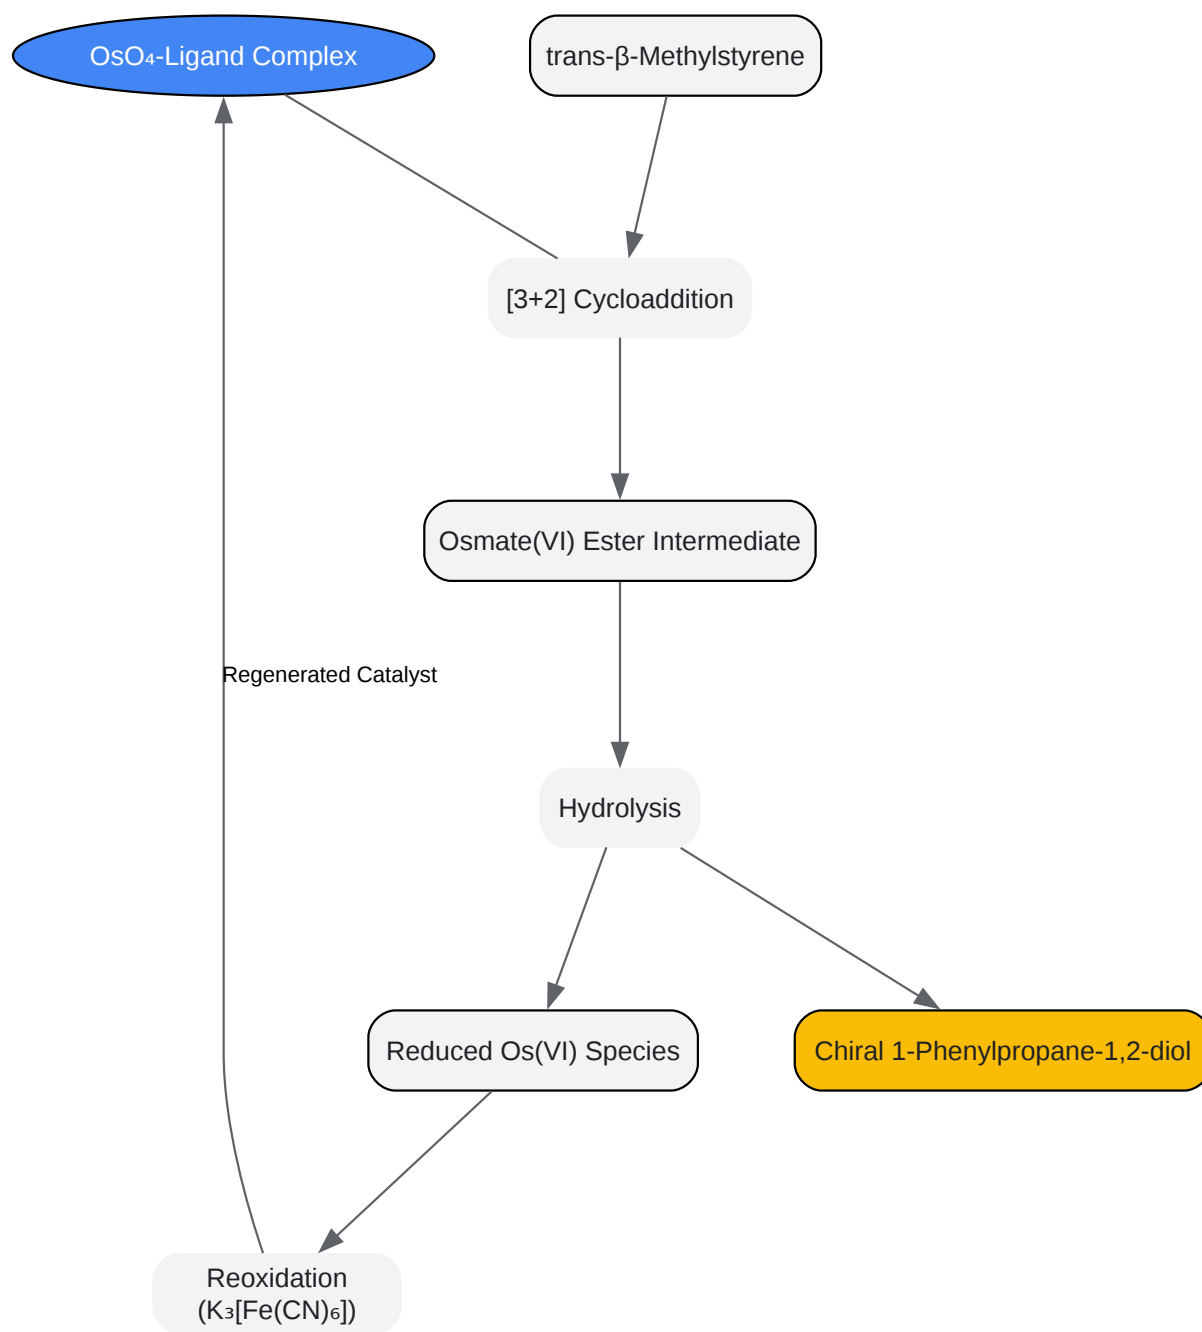 OsO₄-Ligand Complex
trans-β-Methylstyrene
[3+2] Cycloaddition
Osmate(VI) Ester Intermediate
Regenerated Catalyst
Hydrolysis
Reduced Os(VI) Species
Chiral 1-Phenylpropane-1,2-diol
Reoxidation
(K₃[Fe(CN)₆])